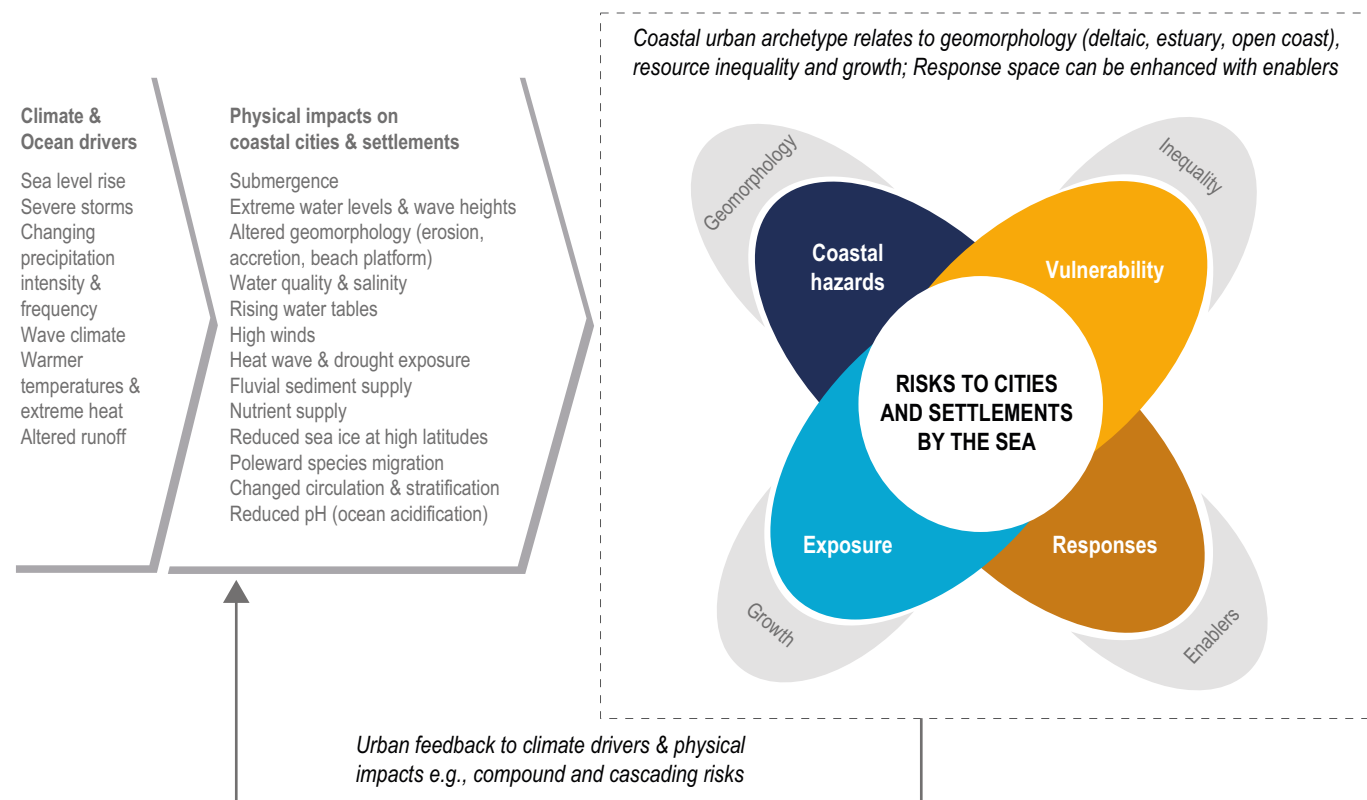 Coastal urban archetype relates to geomorphology (deltaic, estuary, open coast),
resource inequality and growth; Response space can be enhanced with enablers
Climate &
Ocean drivers
Sea level rise
Severe storms
Changing
precipitation
intensity &
frequency
Wave climate
Warmer
temperatures &
extreme heat
Altered runoff
Physical impacts on
coastal cities & settlements
Submergence
Extreme water levels & wave heights
Altered geomorphology (erosion,
accretion, beach platform)
Water quality & salinity
Rising water tables
High winds
Heat wave & drought exposure
Fluvial sediment supply
Nutrient supply
Reduced sea ice at high latitudes
Poleward species migration
Changed circulation & stratification
Reduced pH (ocean acidification)
Geomorphology
Inequality
Coastal
hazards
Vulnerability
RISKS TO CITIES
AND SETTLEMENTS
BY THE SEA
Exposure
Responses
Growth
Enablers
Urban feedback to climate drivers & physical
impacts e.g., compound and cascading risks